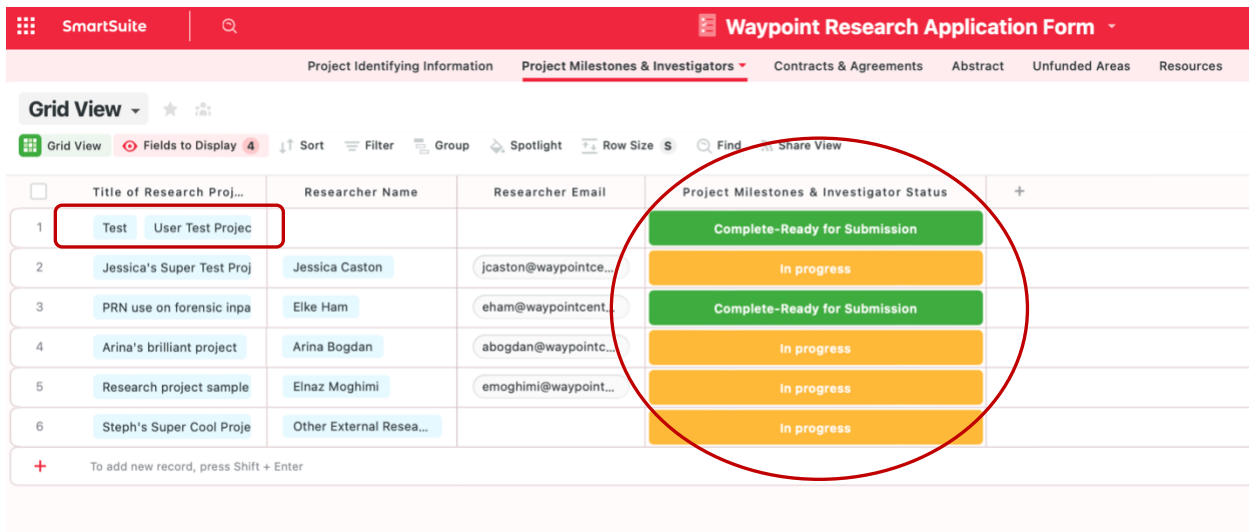 SmartSuite Waypoint Research Application Form
Project Identifying Information Project Milestones & Investigators Contracts & Agreements Abstract Unfunded Areas Resources
Grid View
Grid View Fields to Display 4 Sort Filter Group Spotlight Row Size S Find Share View
Title of Research Proj... Researcher Name Researcher Email Project Milestones & Investigator Status +
1 Test User Test Projec Complete-Ready for Submission
2 Jessica's Super Test Proj Jessica Caston jcaston@waypointce... In progress
3 PRN use on forensic inpa Elke Ham eham@waypointcent... Complete-Ready for Submission
4 Arina's brilliant project Arina Bogdan abogdan@waypointc... In progress
5 Research project sample Elnaz Moghimi emoghimi@waypoint... In progress
6 Steph's Super Cool Proje Other External Resea... In progress
+ To add new record, press Shift + Enter